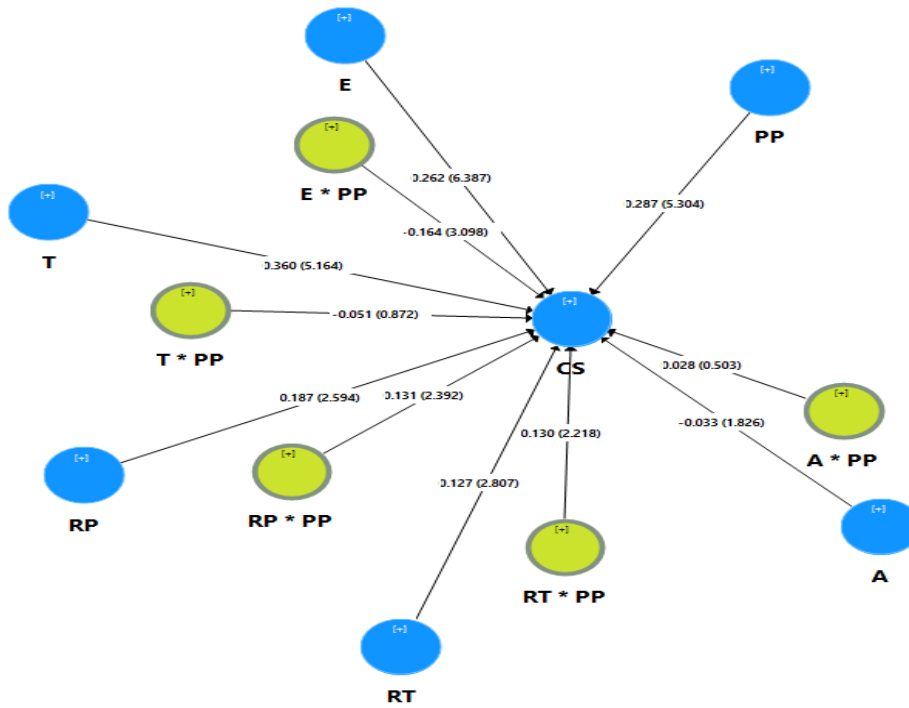 [+]
E
[+]
PP
[+]
E * PP
0.262 (6.387)
[+]
T
0.287 (5.304)
-0.164 (3.098)
0.360 (5.164)
[+]
T * PP
-0.051 (0.872)
[+]
CS
0.028 (0.503)
0.187 (2.594)
0.131 (2.392)
[+]
A * PP
-0.033 (1.826)
0.130 (2.218)
[+]
RP
[+]
RP * PP
0.127 (2.807)
[+]
A
[+]
RT * PP
[+]
RT